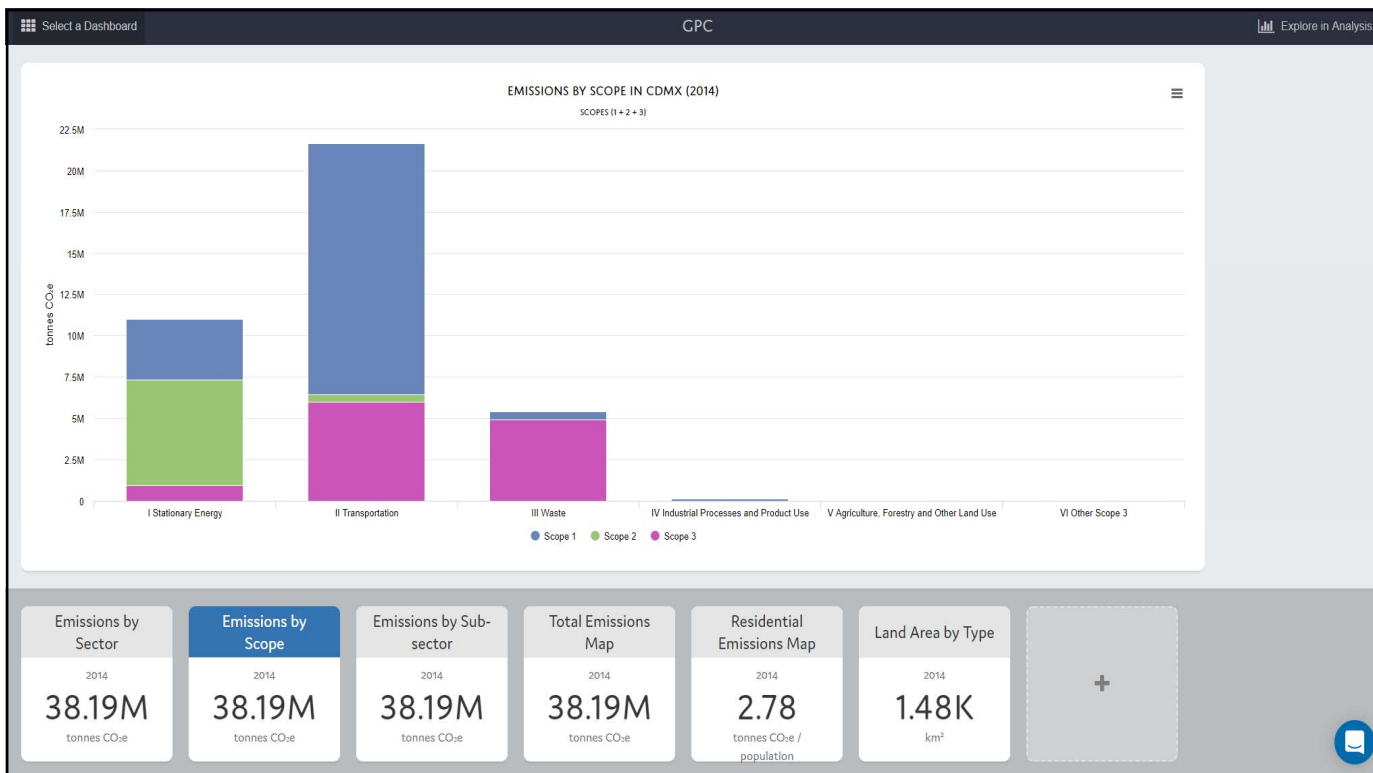 Select a Dashboard
GPC
Explore in Analysis
EMISSIONS BY SCOPE IN CDMX (2014)
SCOPES (1 + 2 + 3)
tonnes CO₂e
22.5M
20M
17.5M
15M
12.5M
10M
7.5M
5M
2.5M
0
I Stationary Energy
II Transportation
III Waste
IV Industrial Processes and Product Use
V Agriculture, Forestry and Other Land Use
VI Other Scope 3
Scope 1
Scope 2
Scope 3
Emissions by
Sector
2014
38.19M
tonnes CO₂e
Emissions by
Scope
2014
38.19M
tonnes CO₂e
Emissions by Sub-
sector
2014
38.19M
tonnes CO₂e
Total Emissions
Map
2014
38.19M
tonnes CO₂e
Residential
Emissions Map
2014
2.78
tonnes CO₂e /
population
Land Area by Type
2014
1.48K
km²
+